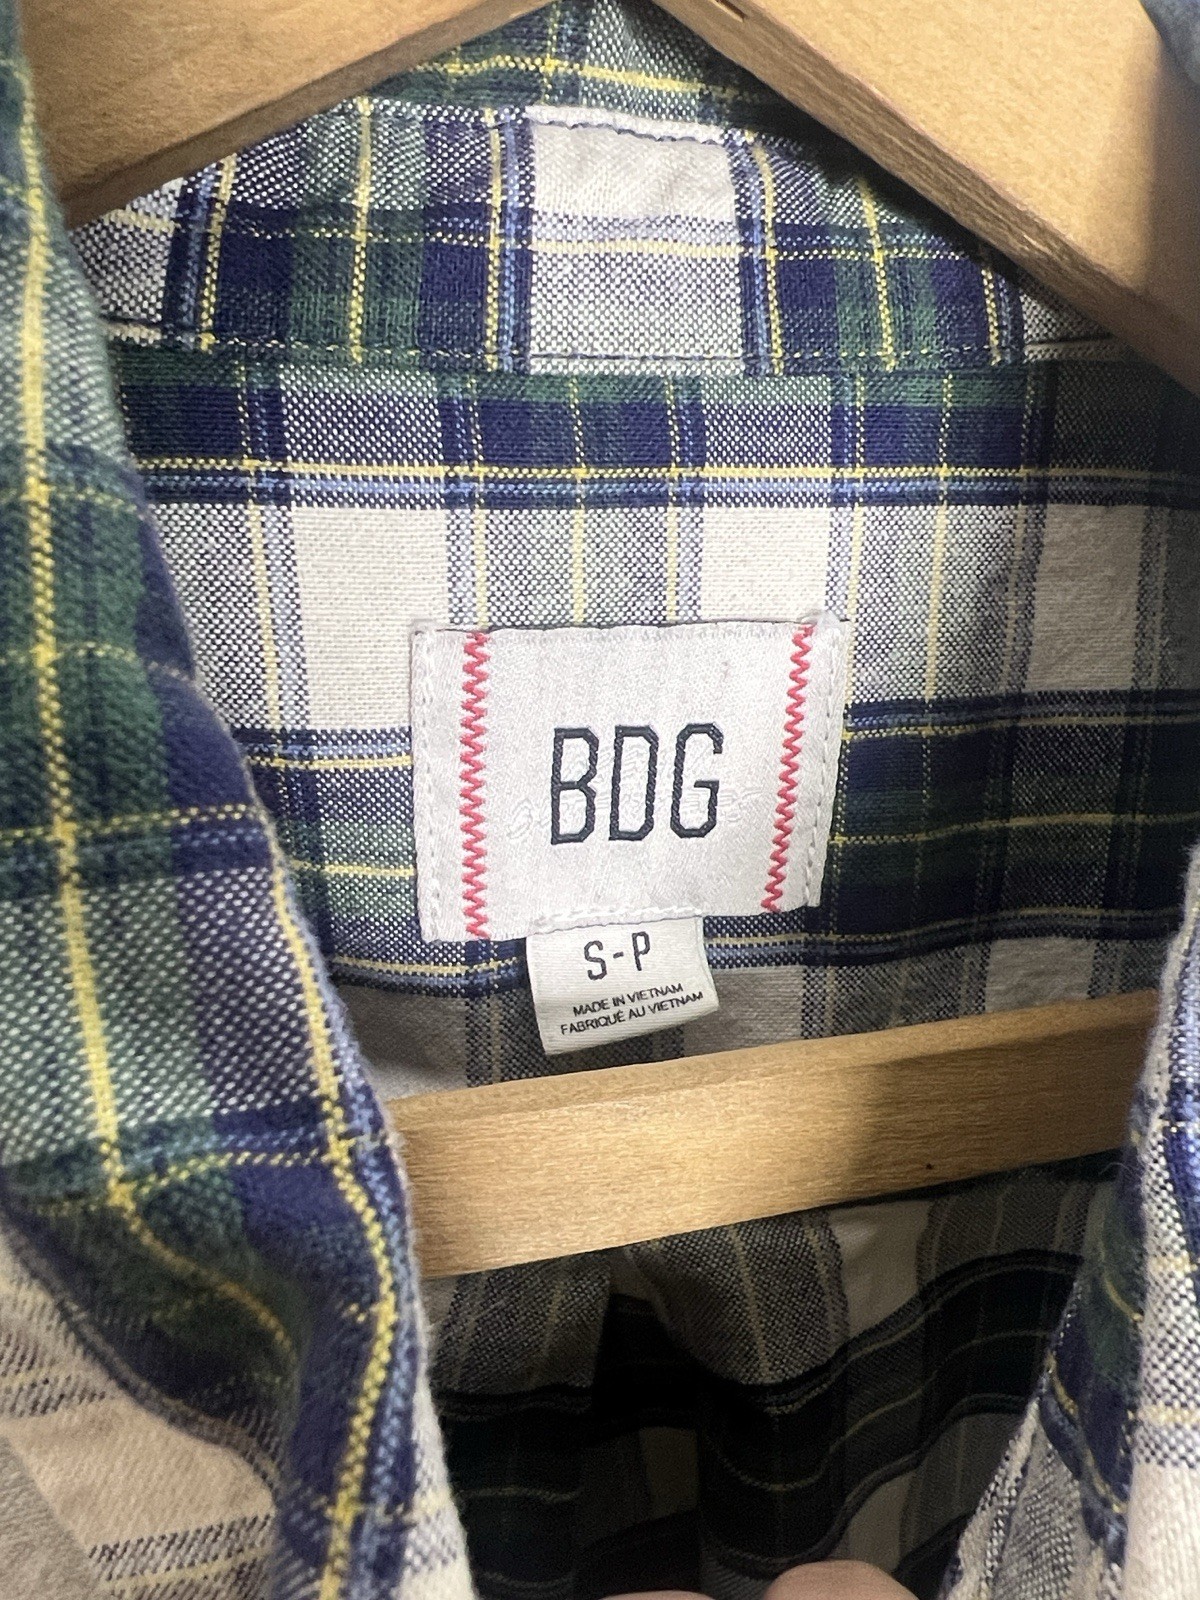 BDG
S-P
MADE IN VIETNAM
FABRIQUÉ AU VIETNAM